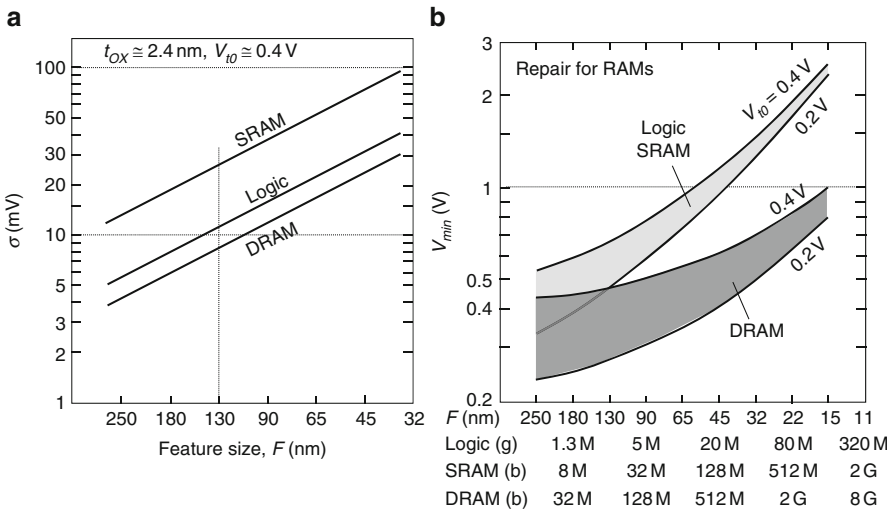 a
t_OX ≅ 2.4 nm, V_t0 ≅ 0.4 V
100
50
30
20
10
5
3
2
1
σ (mV)
SRAM
Logic
DRAM
250 180 130 90 65 45 32
Feature size, F (nm)
b
Repair for RAMs
3
2
1
0.5
0.4
0.2
V_min (V)
V_t0 = 0.4 V
0.2 V
Logic
SRAM
0.4 V
0.2 V
DRAM
F (nm) 250 180 130 90 65 45 32 22 15 11
Logic (g) 1.3 M 5 M 20 M 80 M 320 M
SRAM (b) 8 M 32 M 128 M 512 M 2 G
DRAM (b) 32 M 128 M 512 M 2 G 8 G